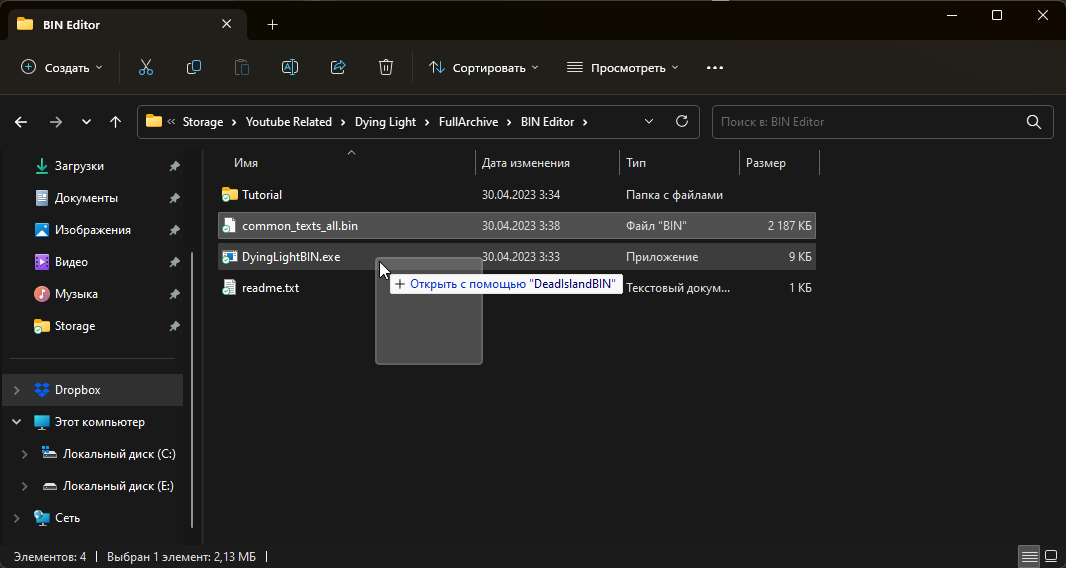 BIN Editor
Создать
Сортировать
Просмотреть
Storage
Youtube Related
Dying Light
FullArchive
BIN Editor
Поиск в: BIN Editor
Загрузки
Документы
Изображения
Видео
Музыка
Storage
Dropbox
Этот компьютер
Локальный диск (C:)
Локальный диск (E:)
Сеть
Имя Дата изменения Тип Размер
Tutorial 30.04.2023 3:34 Папка с файлами
common_texts_all.bin 30.04.2023 3:38 Файл "BIN" 2 187 КБ
DyingLightBIN.exe 30.04.2023 3:33 Приложение 9 КБ
+ Открыть с помощью "DeadIslandBIN"
readme.txt Текстовый докум... 1 КБ
Элементов: 4 Выбран 1 элемент: 2,13 МБ